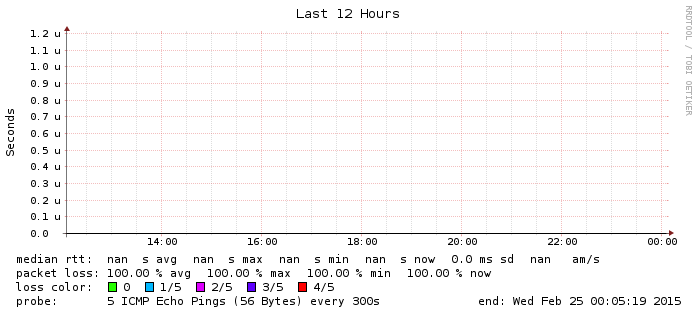 Last 12 Hours
RRDTOOL / TOBI OETIKER
Seconds
1.2 u
1.1 u
1.0 u
0.9 u
0.8 u
0.7 u
0.6 u
0.5 u
0.4 u
0.3 u
0.2 u
0.1 u
0.0
14:00 16:00 18:00 20:00 22:00 00:00
median rtt: nan s avg nan s max nan s min nan s now 0.0 ms sd nan am/s
packet loss: 100.00 % avg 100.00 % max 100.00 % min 100.00 % now
loss color: 0 1/5 2/5 3/5 4/5
probe: 5 ICMP Echo Pings (56 Bytes) every 300s end: Wed Feb 25 00:05:19 2015